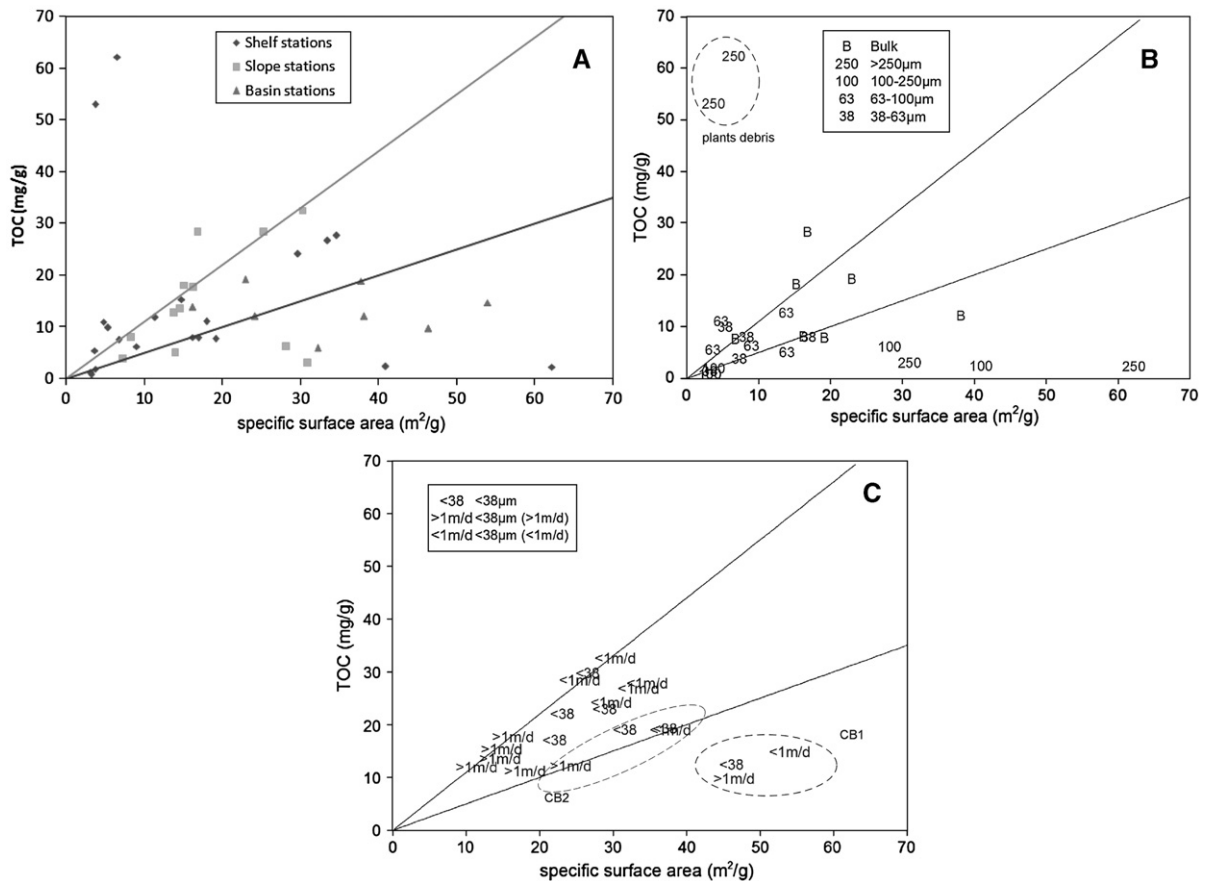 A
Shelf stations
Slope stations
Basin stations
TOC (mg/g)
70
60
50
40
30
20
10
0
0 10 20 30 40 50 60 70
specific surface area (m²/g)
B
B Bulk
250 >250µm
100 100-250µm
63 63-100µm
38 38-63µm
250
250
plants debris
TOC (mg/g)
70
60
50
40
30
20
10
0
B
B
B
63
63
38
B
63
B
38
63
B
38
B
63
38
100
250
100
250
0 10 20 30 40 50 60 70
specific surface area (m²/g)
C
<38 <38µm
>1m/d <38µm (>1m/d)
<1m/d <38µm (<1m/d)
TOC (mg/g)
70
60
50
40
30
20
10
0
<1m/d
<38
<1m/d
<1m/d
<1m/d
<1m/d
<38
<38
<38
<38
<1m/d
<38
>1m/d
>1m/d
>1m/d
>1m/d
>1m/d
>1m/d
CB1
<1m/d
<38
>1m/d
CB2
0 10 20 30 40 50 60 70
specific surface area (m²/g)